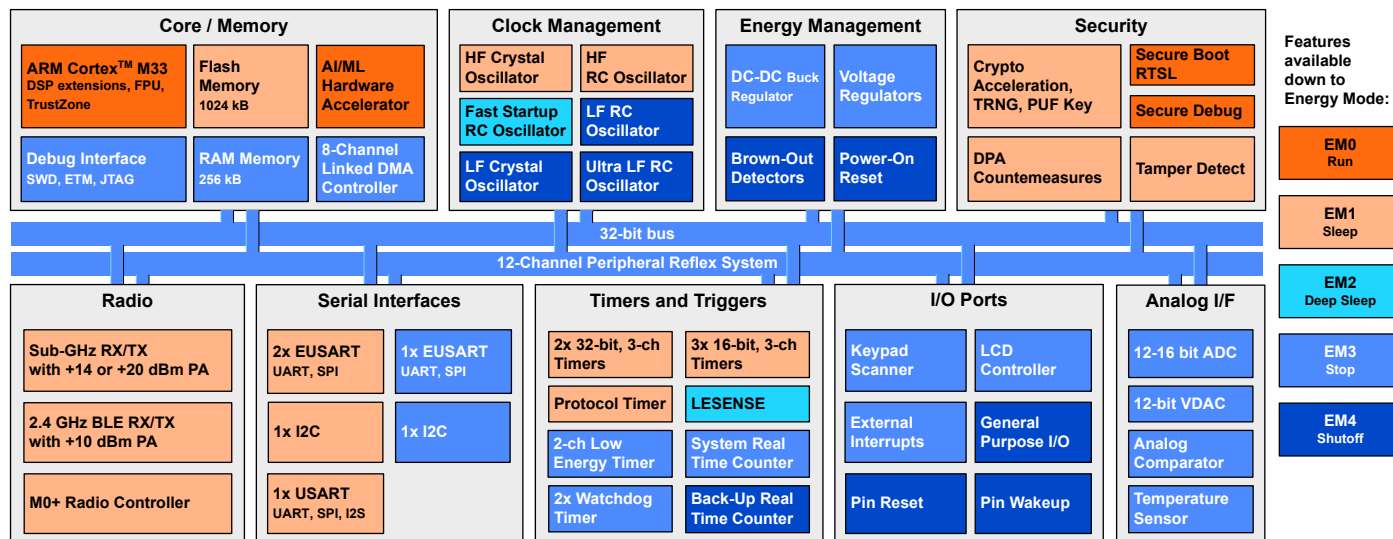 Core / Memory
ARM Cortex™ M33
DSP extensions, FPU,
TrustZone
Flash
Memory
1024 kB
AI/ML
Hardware
Accelerator
Debug Interface
SWD, ETM, JTAG
RAM Memory
256 kB
8-Channel
Linked DMA
Controller
Clock Management
HF Crystal
Oscillator
HF
RC Oscillator
Fast Startup
RC Oscillator
LF RC
Oscillator
LF Crystal
Oscillator
Ultra LF RC
Oscillator
Energy Management
DC-DC Buck
Regulator
Voltage
Regulators
Brown-Out
Detectors
Power-On
Reset
Security
Crypto
Acceleration,
TRNG, PUF Key
Secure Boot
RTSL
Secure Debug
DPA
Countemeasures
Tamper Detect
32-bit bus
12-Channel Peripheral Reflex System
Radio
Sub-GHz RX/TX
with +14 or +20 dBm PA
2.4 GHz BLE RX/TX
with +10 dBm PA
M0+ Radio Controller
Serial Interfaces
2x EUSART
UART, SPI
1x EUSART
UART, SPI
1x I2C
1x I2C
1x USART
UART, SPI, I2S
Timers and Triggers
2x 32-bit, 3-ch
Timers
3x 16-bit, 3-ch
Timers
Protocol Timer
LESENSE
2-ch Low
Energy Timer
System Real
Time Counter
2x Watchdog
Timer
Back-Up Real
Time Counter
I/O Ports
Keypad
Scanner
LCD
Controller
External
Interrupts
General
Purpose I/O
Pin Reset
Pin Wakeup
Analog I/F
12-16 bit ADC
12-bit VDAC
Analog
Comparator
Temperature
Sensor
Features
available
down to
Energy Mode:
EM0
Run
EM1
Sleep
EM2
Deep Sleep
EM3
Stop
EM4
Shutoff